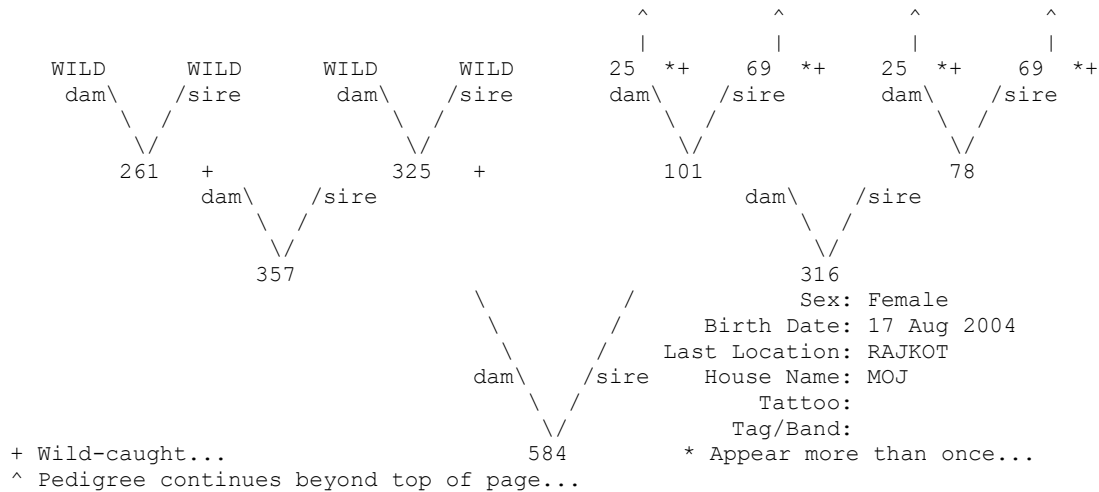 ^ ^ ^ ^
| | | |
WILD WILD WILD WILD 25 *+ 69 *+ 25 *+ 69 *+
dam\ /sire dam\ /sire dam\ /sire dam\ /sire
\ / \ / \ / \ /
\/ \/ \/ \/
261 + 325 + 101 78
dam\ /sire dam\ /sire
\ / \ /
\/ \/
357 316
\ / Sex: Female
\ / Birth Date: 17 Aug 2004
\ / Last Location: RAJKOT
dam\ /sire House Name: MOJ
\ / Tattoo:
\/ Tag/Band:
+ Wild-caught... 584 * Appear more than once...
^ Pedigree continues beyond top of page...